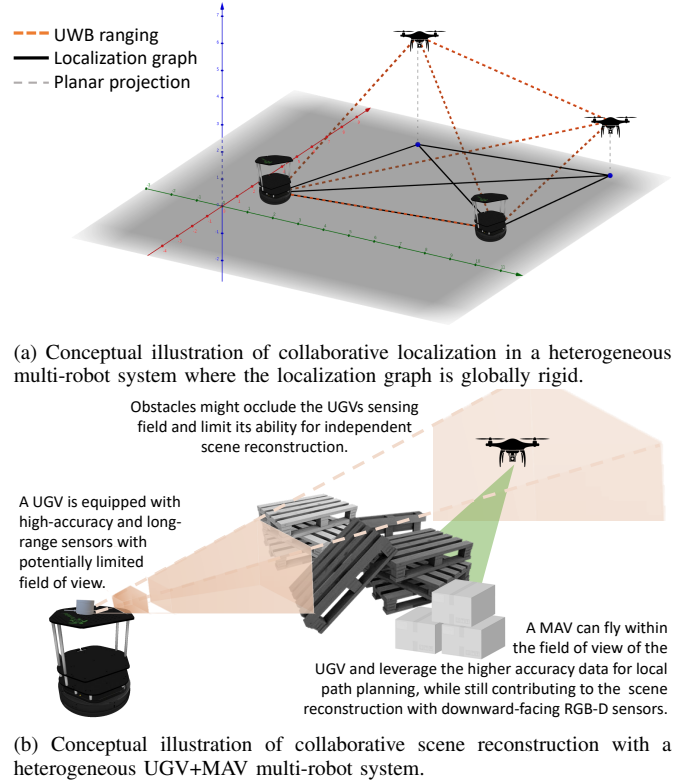 UWB ranging
Localization graph
Planar projection
(a) Conceptual illustration of collaborative localization in a heterogeneous
multi-robot system where the localization graph is globally rigid.
Obstacles might occlude the UGVs sensing
field and limit its ability for independent
scene reconstruction.
A UGV is equipped with
high-accuracy and long-
range sensors with
potentially limited
field of view.
A MAV can fly within
the field of view of the
UGV and leverage the higher accuracy data for local
path planning, while still contributing to the scene
reconstruction with downward-facing RGB-D sensors.
(b) Conceptual illustration of collaborative scene reconstruction with a
heterogeneous UGV+MAV multi-robot system.